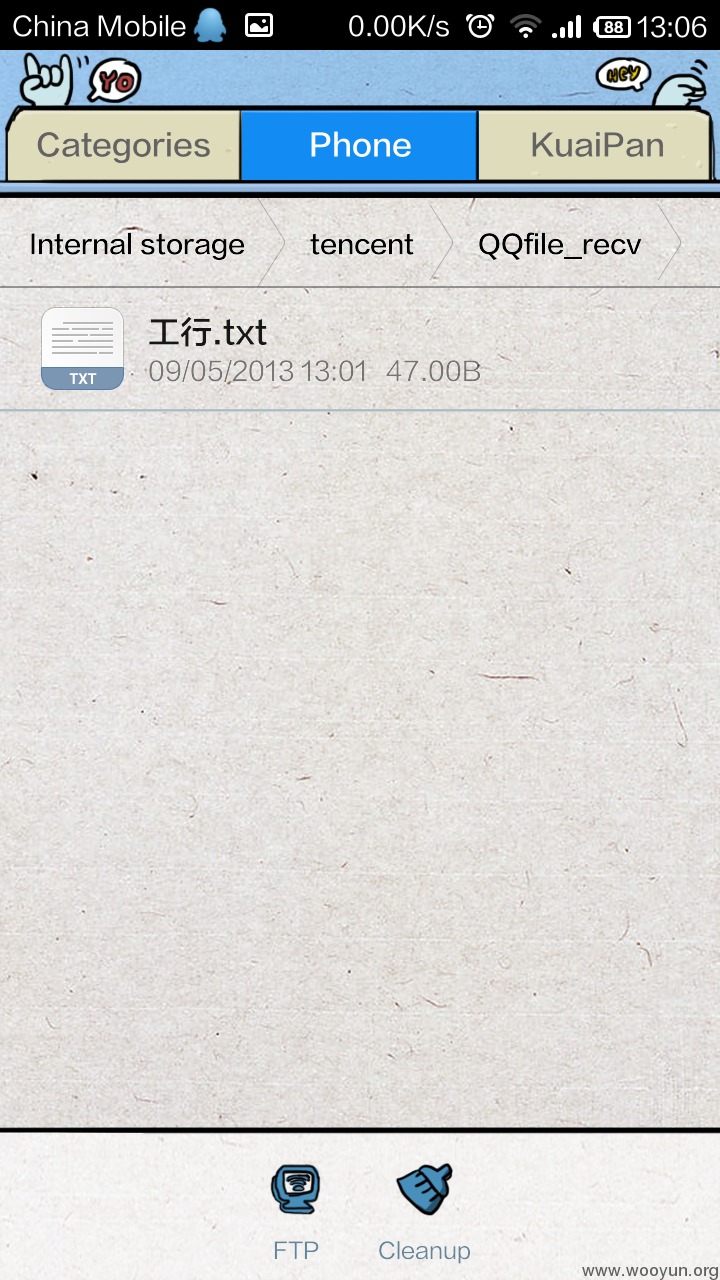 China Mobile 0.00K/s 88 13:06
YO HEY
Categories Phone KuaiPan
Internal storage tencent QQfile_recv
工行.txt
TXT 09/05/2013 13:01 47.00B
FTP Cleanup
www.wooyun.org